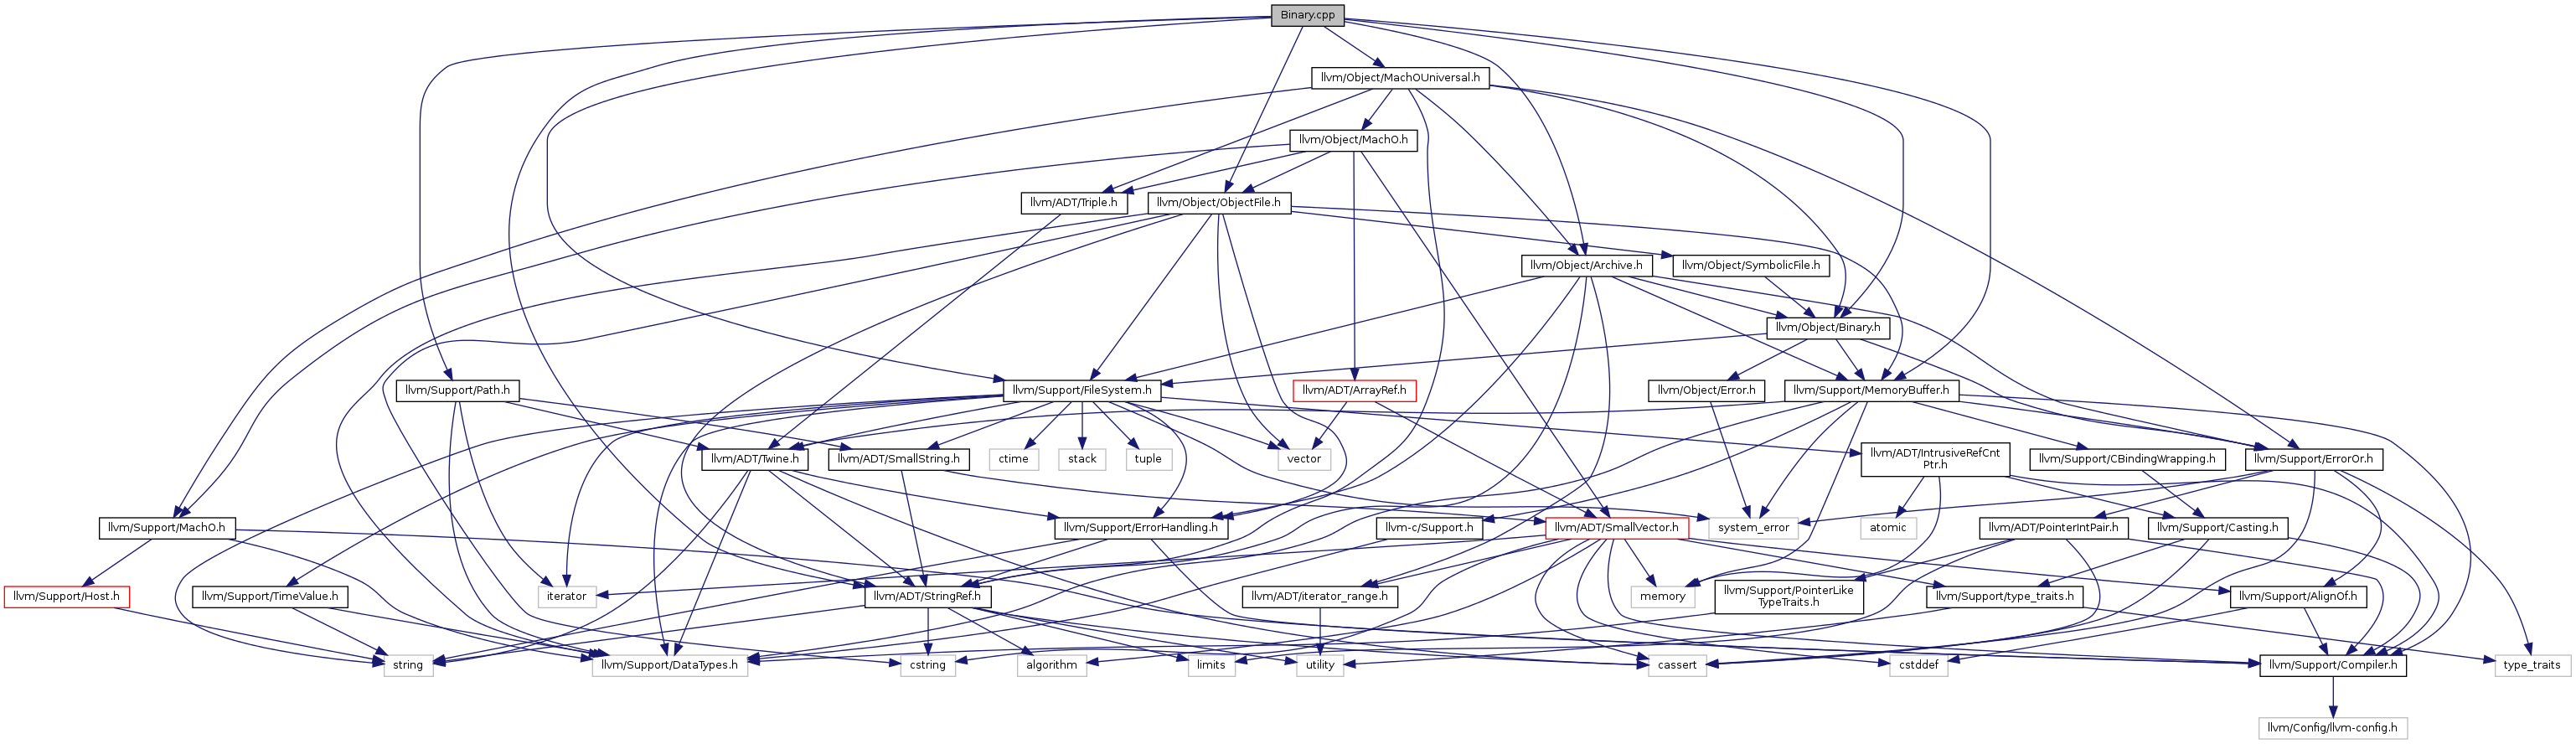 Binary.cpp
llvm/Object/MachOUniversal.h
llvm/Object/MachO.h
llvm/ADT/Triple.h
llvm/Object/ObjectFile.h
llvm/Object/Archive.h
llvm/Object/SymbolicFile.h
llvm/Object/Binary.h
llvm/Support/Path.h
llvm/Support/FileSystem.h
llvm/ADT/ArrayRef.h
llvm/Object/Error.h
llvm/Support/MemoryBuffer.h
llvm/ADT/Twine.h
llvm/ADT/SmallString.h
ctime
stack
tuple
vector
llvm/ADT/IntrusiveRefCnt
Ptr.h
llvm/Support/CBindingWrapping.h
llvm/Support/ErrorOr.h
llvm/Support/MachO.h
llvm/Support/ErrorHandling.h
llvm-c/Support.h
llvm/ADT/SmallVector.h
system_error
atomic
llvm/ADT/PointerIntPair.h
llvm/Support/Casting.h
llvm/Support/Host.h
llvm/Support/TimeValue.h
iterator
llvm/ADT/StringRef.h
llvm/ADT/iterator_range.h
memory
llvm/Support/PointerLike
TypeTraits.h
llvm/Support/type_traits.h
llvm/Support/AlignOf.h
string
llvm/Support/DataTypes.h
cstring
algorithm
limits
utility
cassert
cstddef
llvm/Support/Compiler.h
type_traits
llvm/Config/llvm-config.h